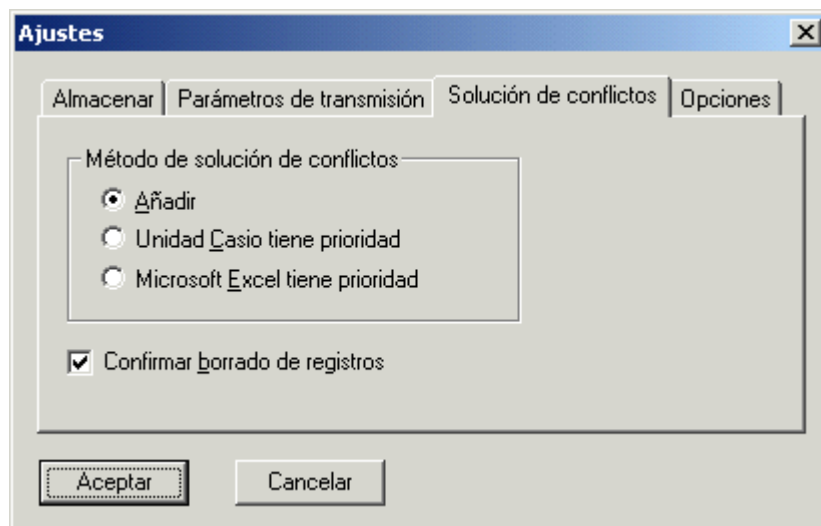 Ajustes
Almacenar
Parámetros de transmisión
Solución de conflictos
Opciones
Método de solución de conflictos
Añadir
Unidad Casio tiene prioridad
Microsoft Excel tiene prioridad
Confirmar borrado de registros
Aceptar
Cancelar